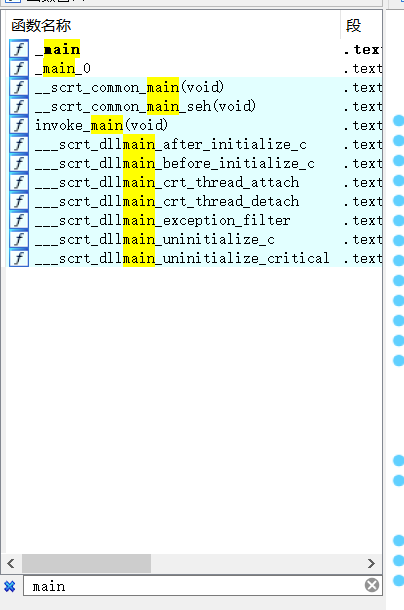 函数名称 段
_main .text
_main_0 .text
__scrt_common_main(void) .text
__scrt_common_main_seh(void) .text
invoke_main(void) .text
___scrt_dllmain_after_initialize_c .text
___scrt_dllmain_before_initialize_c .text
___scrt_dllmain_crt_thread_attach .text
___scrt_dllmain_crt_thread_detach .text
___scrt_dllmain_exception_filter .text
___scrt_dllmain_uninitialize_c .text
___scrt_dllmain_uninitialize_critical .text
main